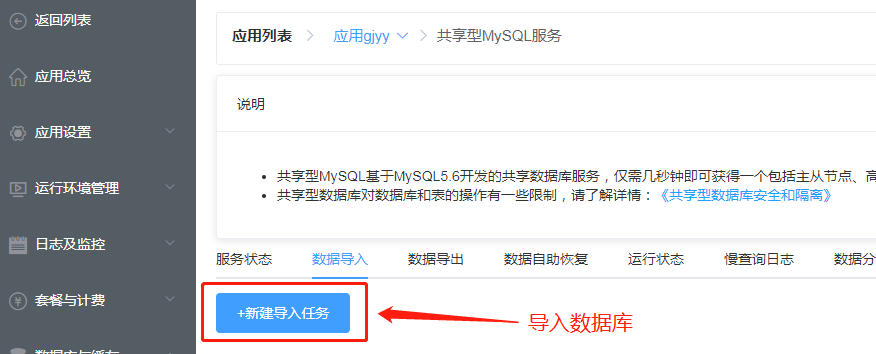 返回列表
应用总览
应用设置
运行环境管理
日志及监控
套餐与计费
应用列表 应用gjyy 共享型MySQL服务
说明
共享型MySQL基于MySQL5.6开发的共享数据库服务，仅需几秒钟即可获得一个包括主从节点、高
共享型数据库对数据库和表的操作有一些限制，请了解详情：《共享型数据库安全和隔离》
服务状态 数据导入 数据导出 数据自助恢复 运行状态 慢查询日志 数据分
+新建导入任务
导入数据库